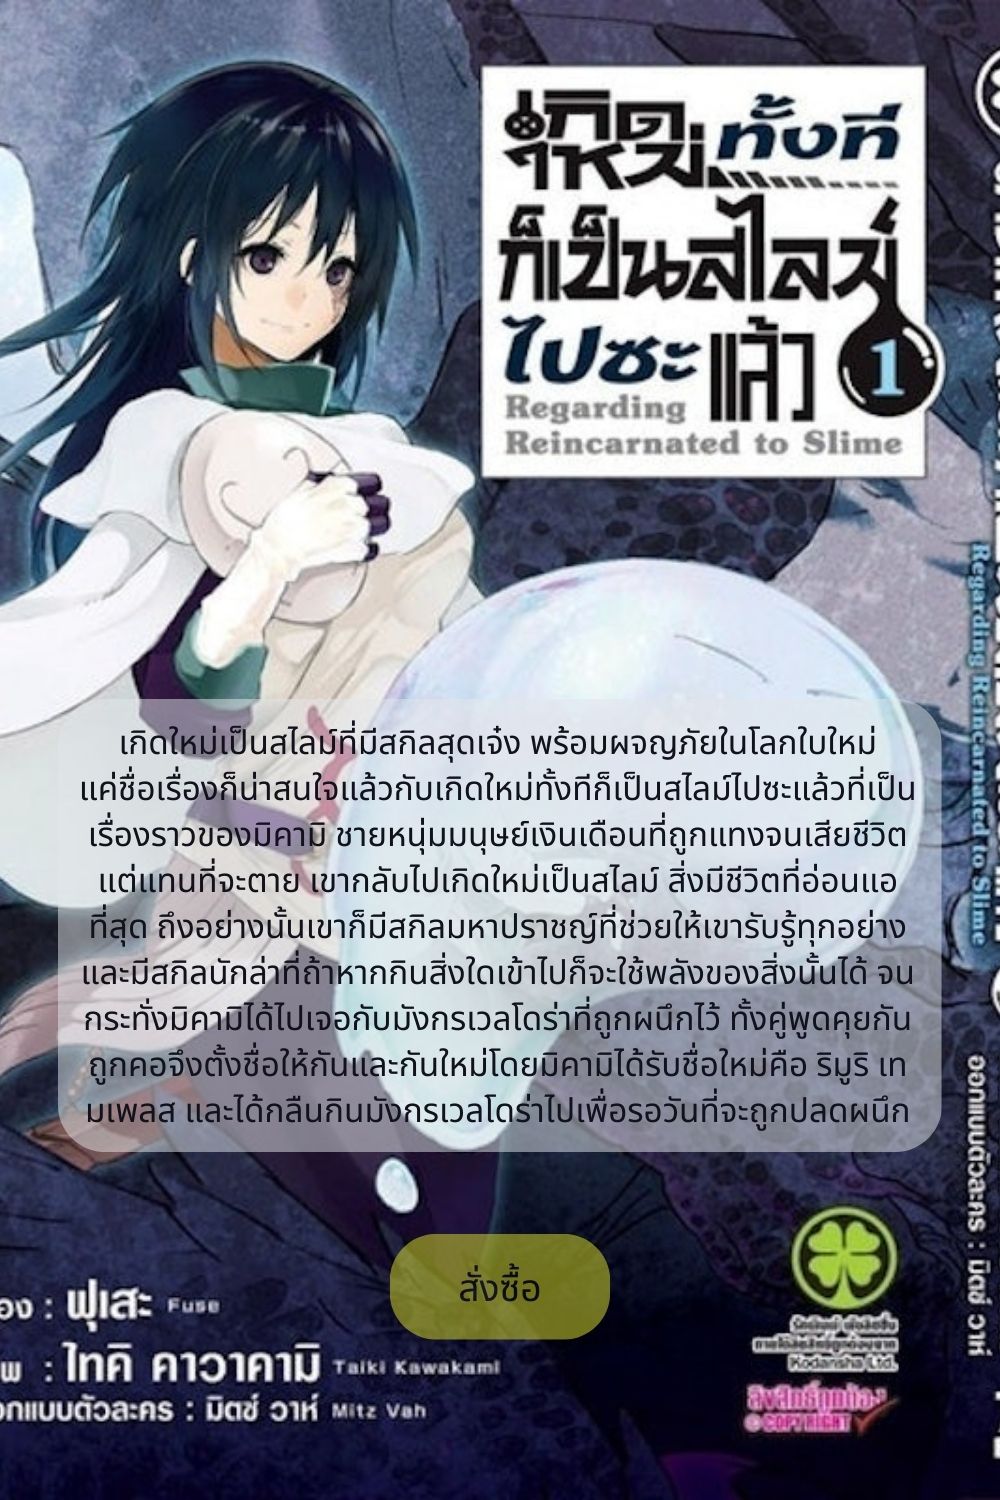 เกิดใหม่ทั้งที
ก็เป็นสไลม์
ไปซะแล้ว
1
Regarding
Reincarnated to Slime
Regarding Reincarnated to Slime
เกิดใหม่เป็นสไลม์ที่มีสกิลสุดเจ๋ง พร้อมผจญภัยในโลกใบใหม่
แค่ชื่อเรื่องก็น่าสนใจแล้วกับเกิดใหม่ทั้งทีก็เป็นสไลม์ไปซะแล้วที่เป็น
เรื่องราวของมิคามิ ชายหนุ่มมนุษย์เงินเดือนที่ถูกแทงจนเสียชีวิต
แต่แทนที่จะตาย เขากลับไปเกิดใหม่เป็นสไลม์ สิ่งมีชีวิตที่อ่อนแอ
ที่สุด ถึงอย่างนั้นเขาก็มีสกิลมหาปราชญ์ที่ช่วยให้เขารับรู้ทุกอย่าง
และมีสกิลนักล่าที่ถ้าหากกินสิ่งใดเข้าไปก็จะใช้พลังของสิ่งนั้นได้ จน
กระทั่งมิคามิได้ไปเจอกับมังกรเวลโดร่าที่ถูกผนึกไว้ ทั้งคู่พูดคุยกัน
ถูกคอจึงตั้งชื่อให้กันและกันใหม่โดยมิคามิได้รับชื่อใหม่คือ ริมูริ เท
มเพลส และได้กลืนกินมังกรเวลโดร่าไปเพื่อรอวันที่จะถูกปลดผนึก
สั่งซื้อ
อง : ฟุเสะ Fuse
พ : ไทคิ คาวาคามิ Taiki Kawakami
อกแบบตัวละคร : มิตซ์ วาห์ Mitz Vah
ออกแบบตัวละคร : มิตซ์ วาห์
Kodansha Ltd.
ลิขสิทธิ์ถูกต้อง
© COPY RIGHT